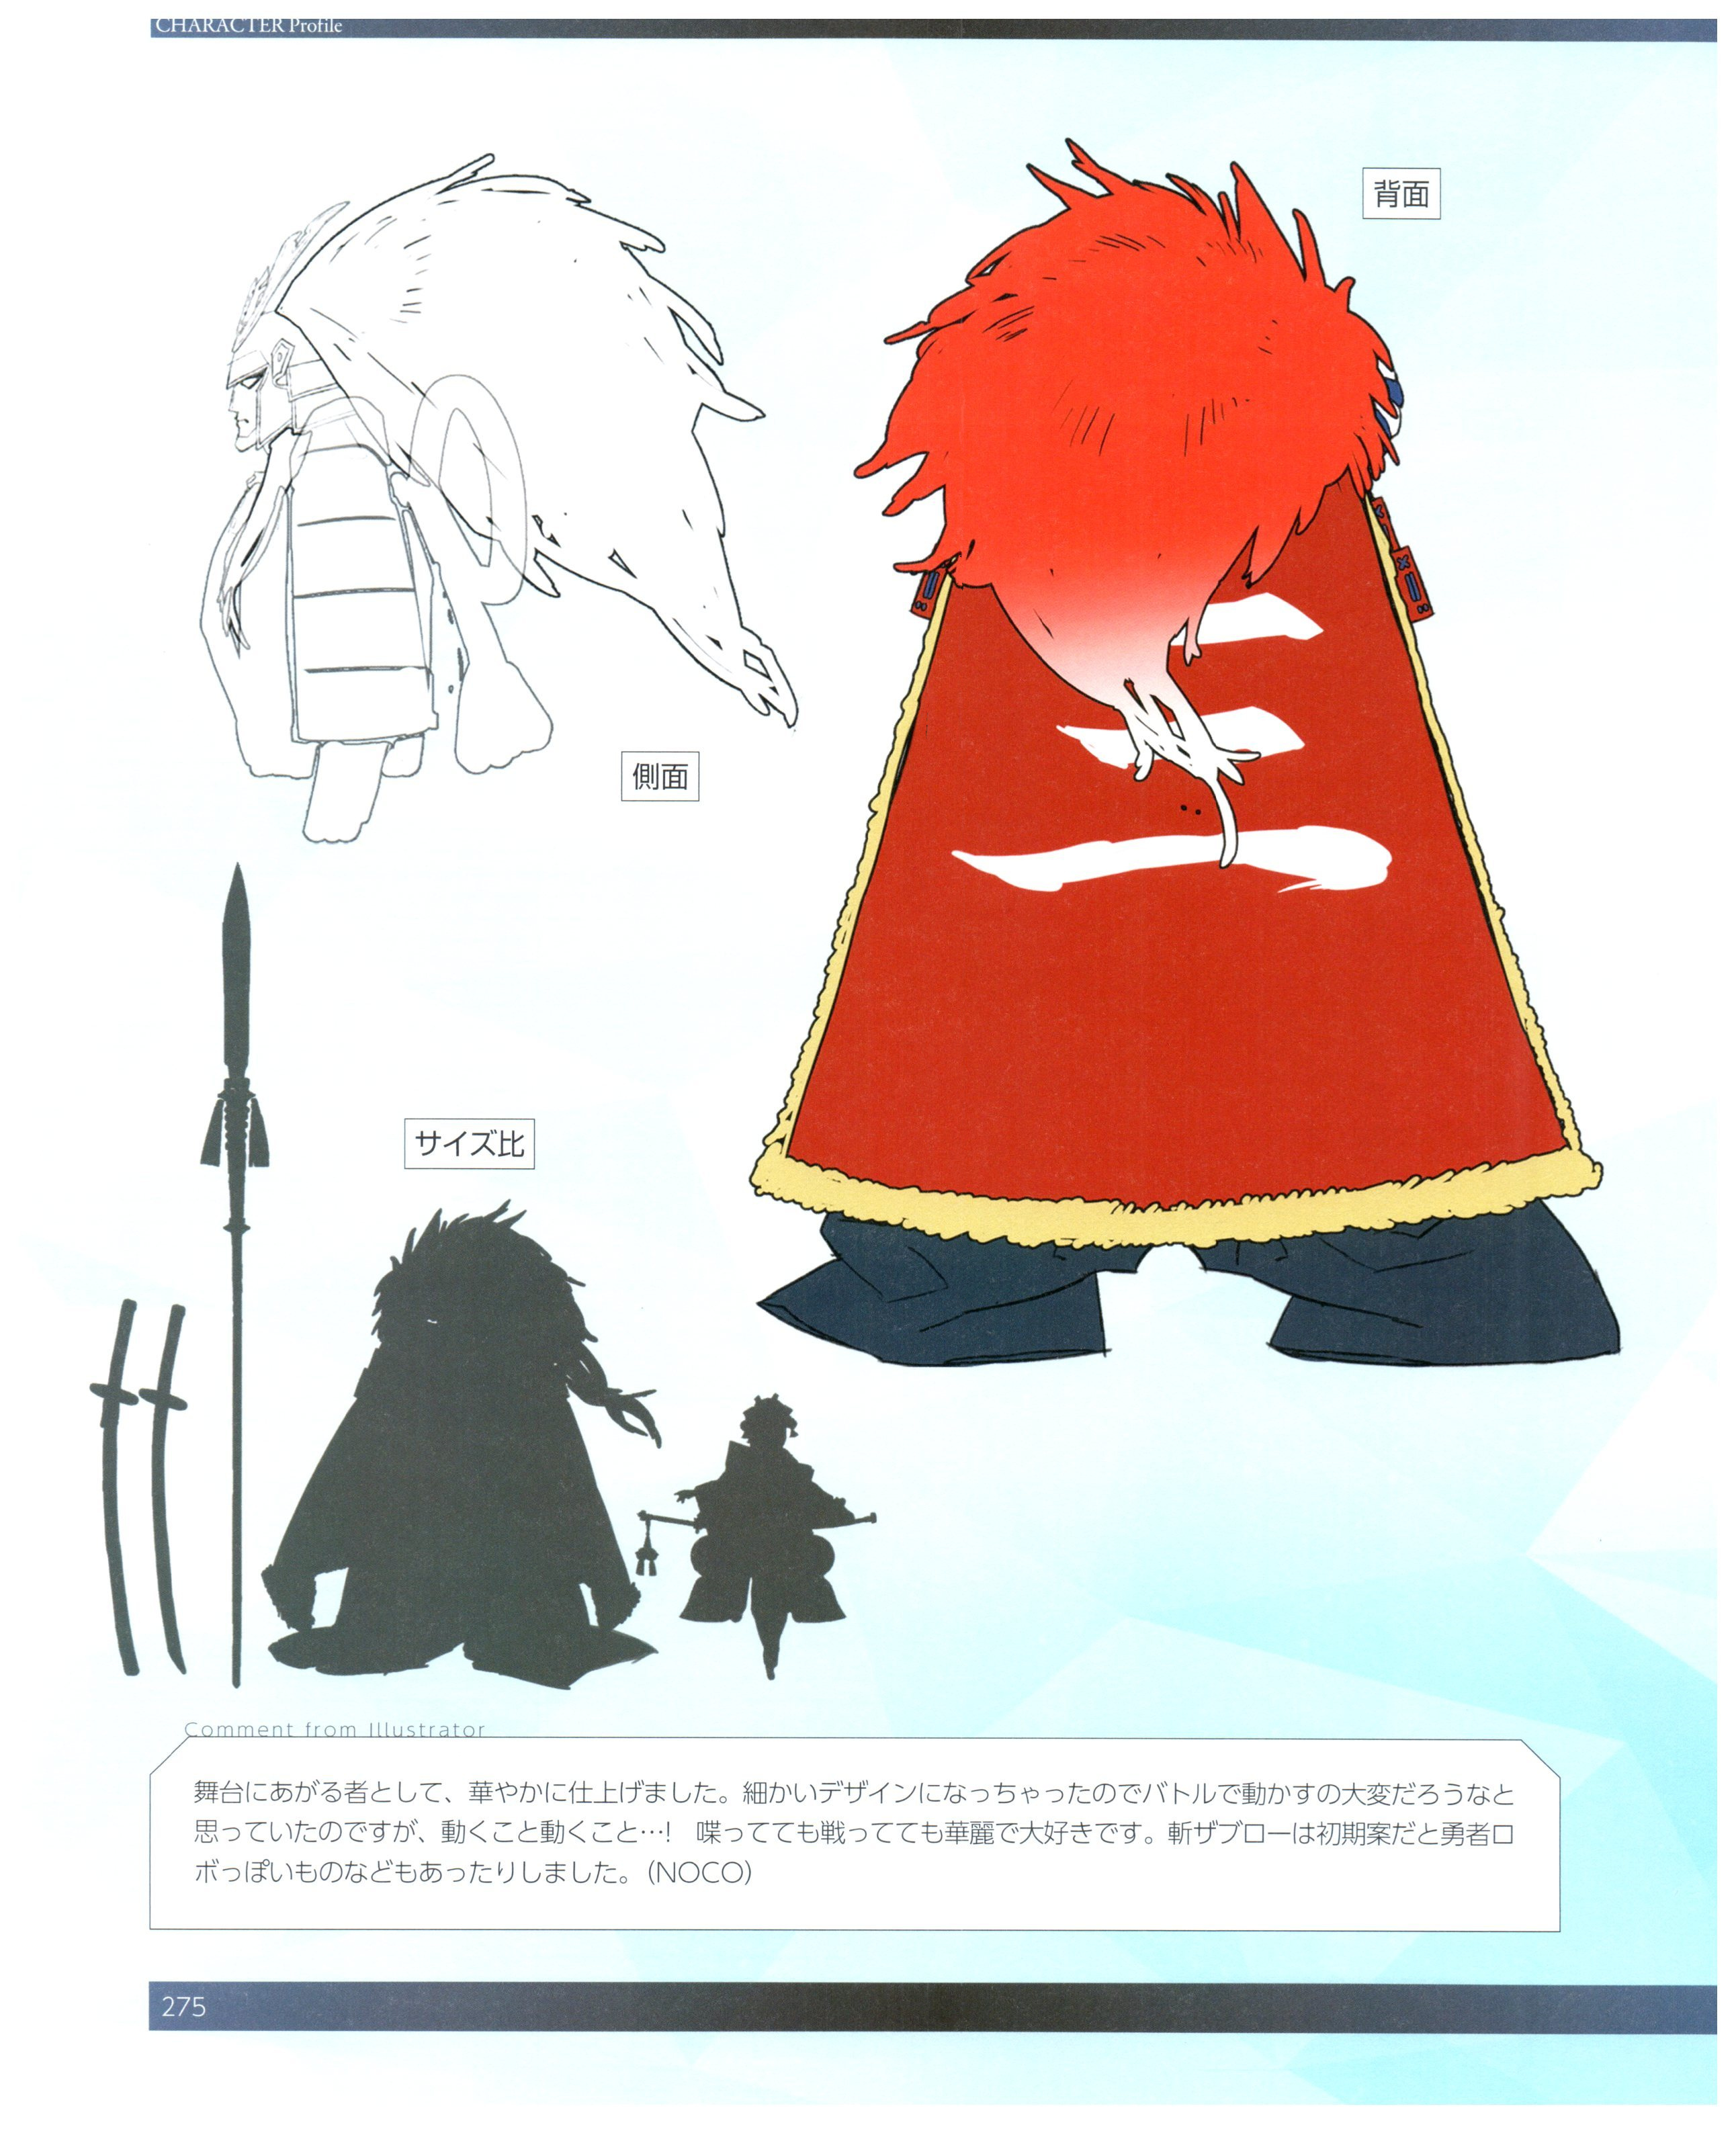 CHARACTER Profile
背面
側面
サイズ比
三
Comment from Illustrator
舞台にあがる者として、華やかに仕上げました。細かいデザインになっちゃったのでバトルで動かすの大変だろうなと
思っていたのですが、動くこと動くこと…!　喋ってても戦ってても華麗で大好きです。斬ザブローは初期案だと勇者ロ
ボっぽいものなどもあったりしました。（NOCO）
275